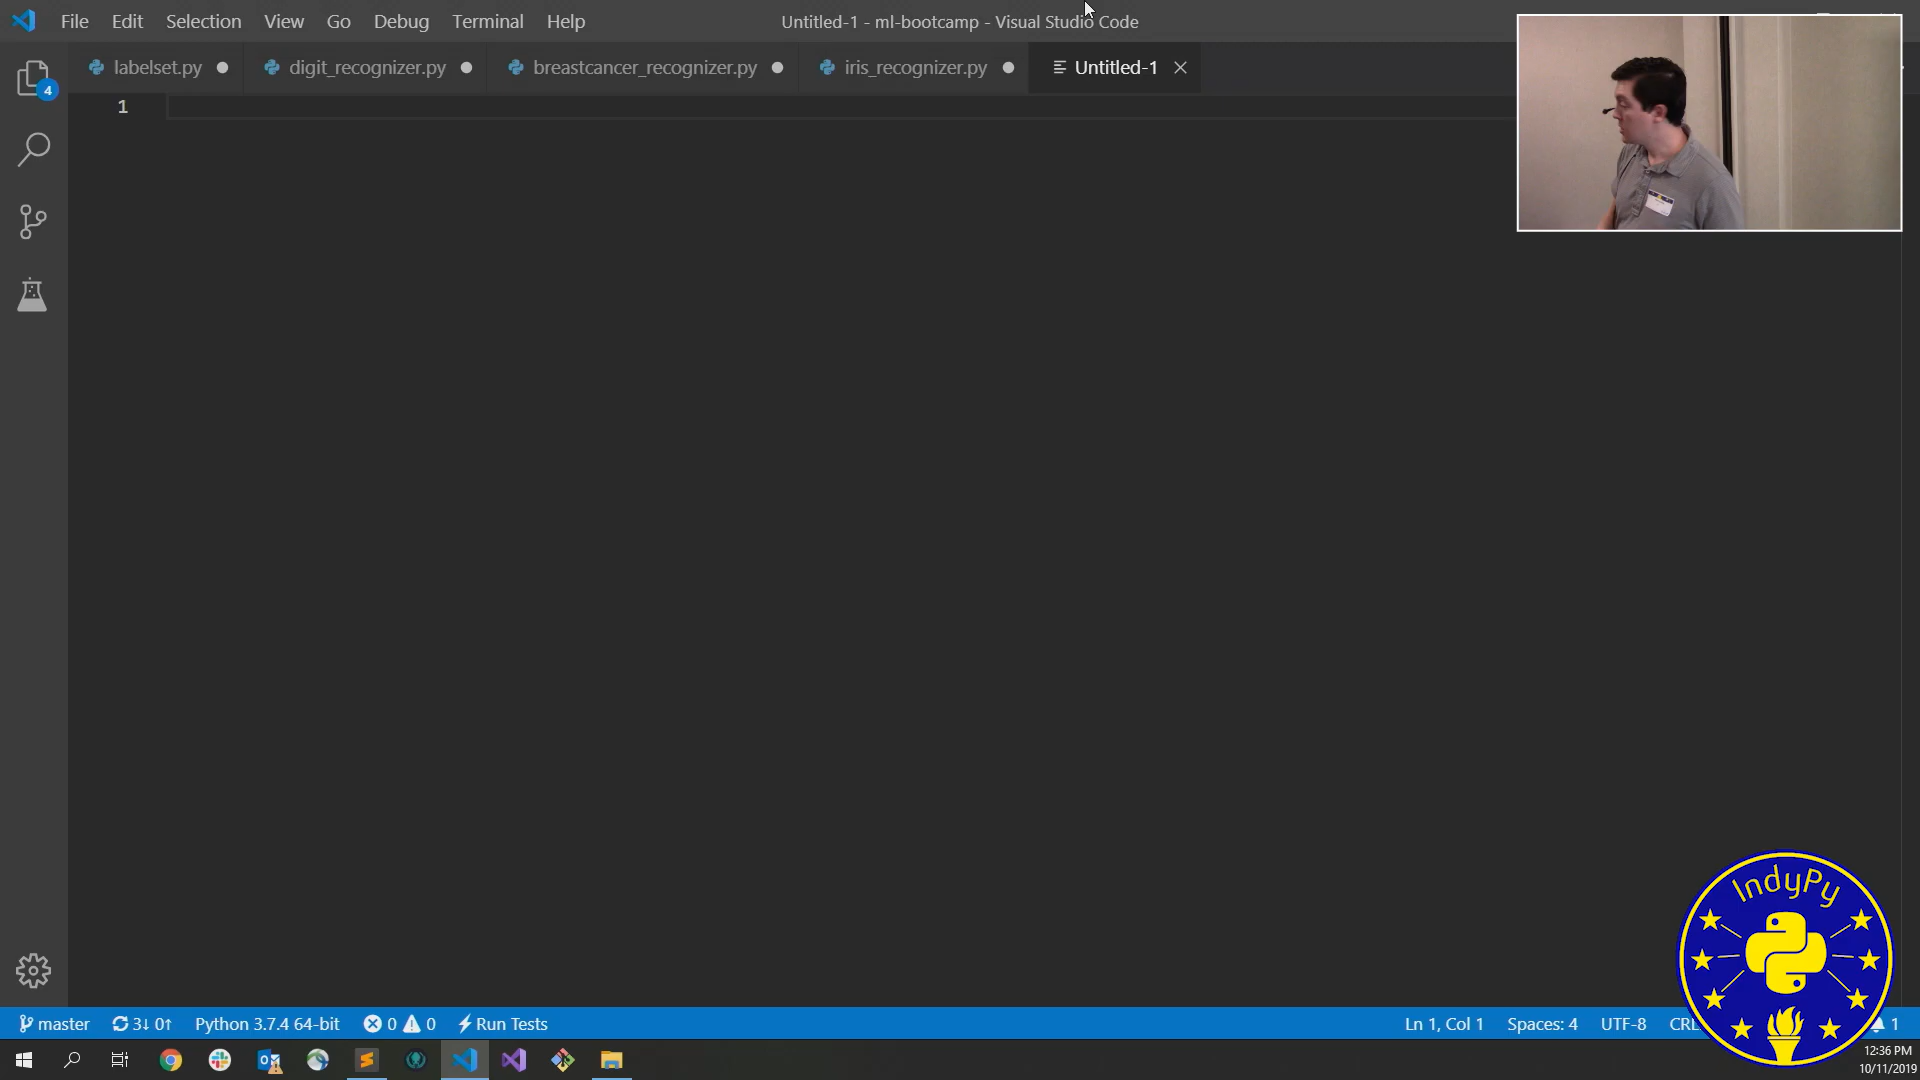 File Edit Selection View Go Debug Terminal Help
Untitled-1 - ml-bootcamp - Visual Studio Code
labelset.py
digit_recognizer.py
breastcancer_recognizer.py
iris_recognizer.py
Untitled-1
4
1
IndyPy
master
3↓ 0↑
Python 3.7.4 64-bit
0
0
Run Tests
Ln 1, Col 1
Spaces: 4
UTF-8
1
12:36 PM
10/11/2019